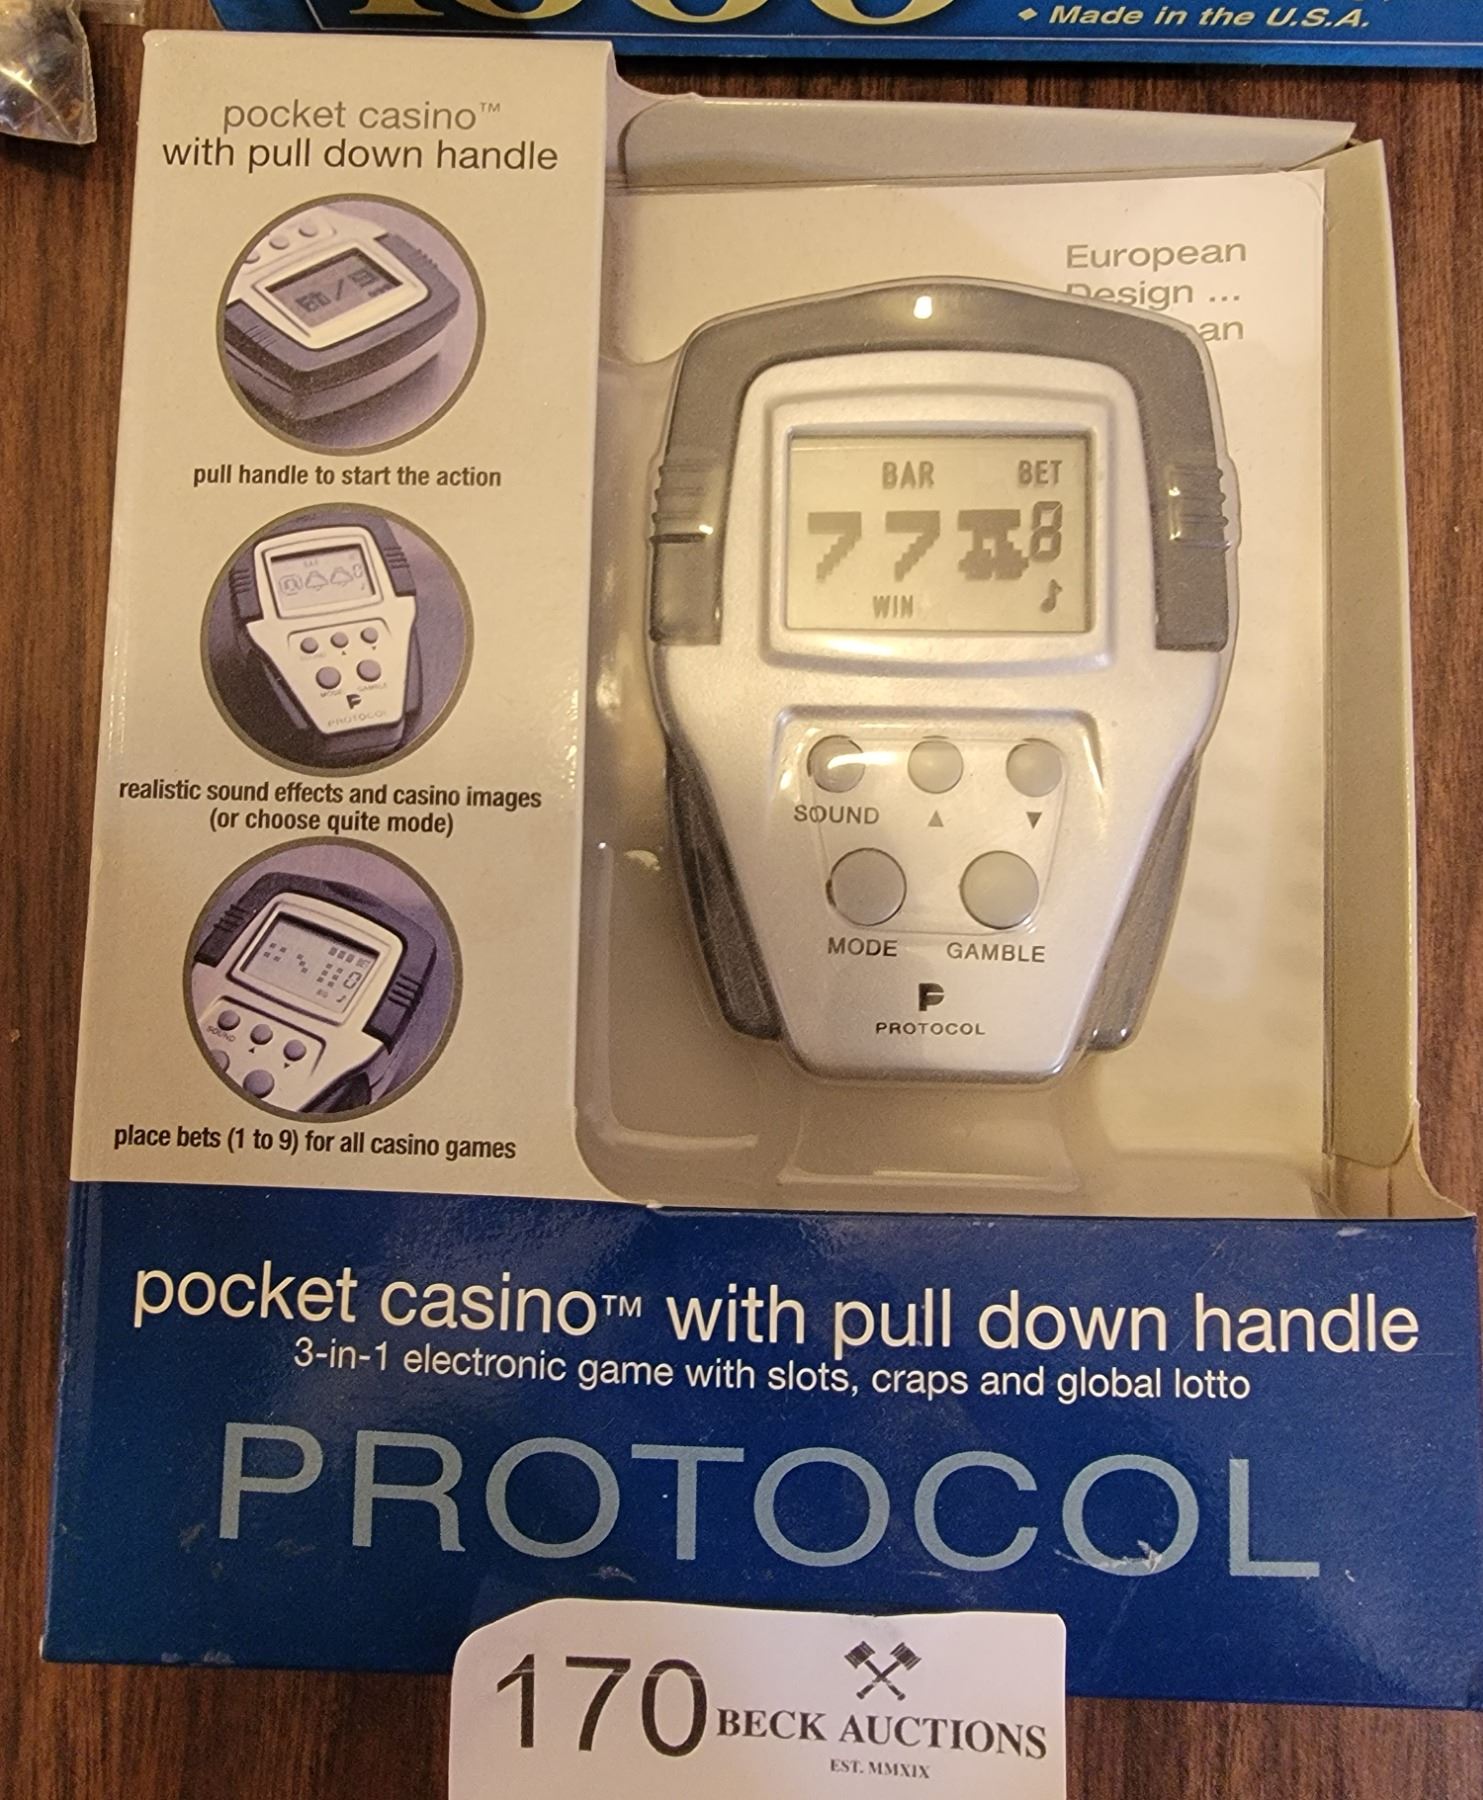 ◆ Made in the U.S.A.
pocket casino™
with pull down handle
pull handle to start the action
realistic sound effects and casino images
(or choose quite mode)
place bets (1 to 9) for all casino games
European
Design ...
BAR BET
7 7 8
WIN
SOUND ▲ ▼
MODE GAMBLE
PROTOCOL
pocket casino™ with pull down handle
3-in-1 electronic game with slots, craps and global lotto
PROTOCOL
170
BECK AUCTIONS
EST. MMXIX